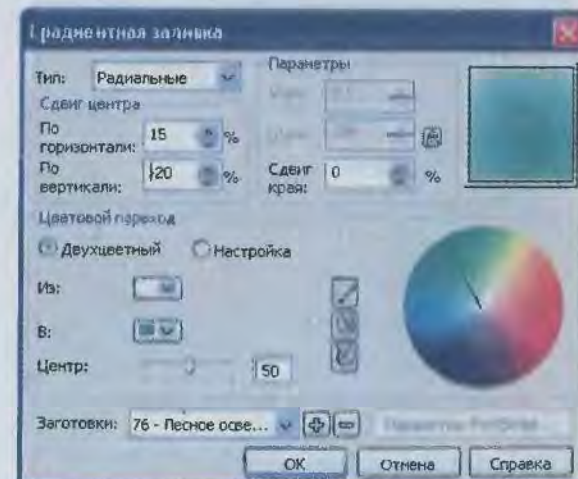 Градиентная заливка
Тип: Радиальные
Параметры
Сдвиг центра
По горизонтали: 15 %
По вертикали: 20 %
Сдвиг края: 0 %
Цветовой переход
Двухцветный Настройка
Из:
В:
Центр: 50
Заготовки: 76 - Лесное осве...
OK Отмена Справка